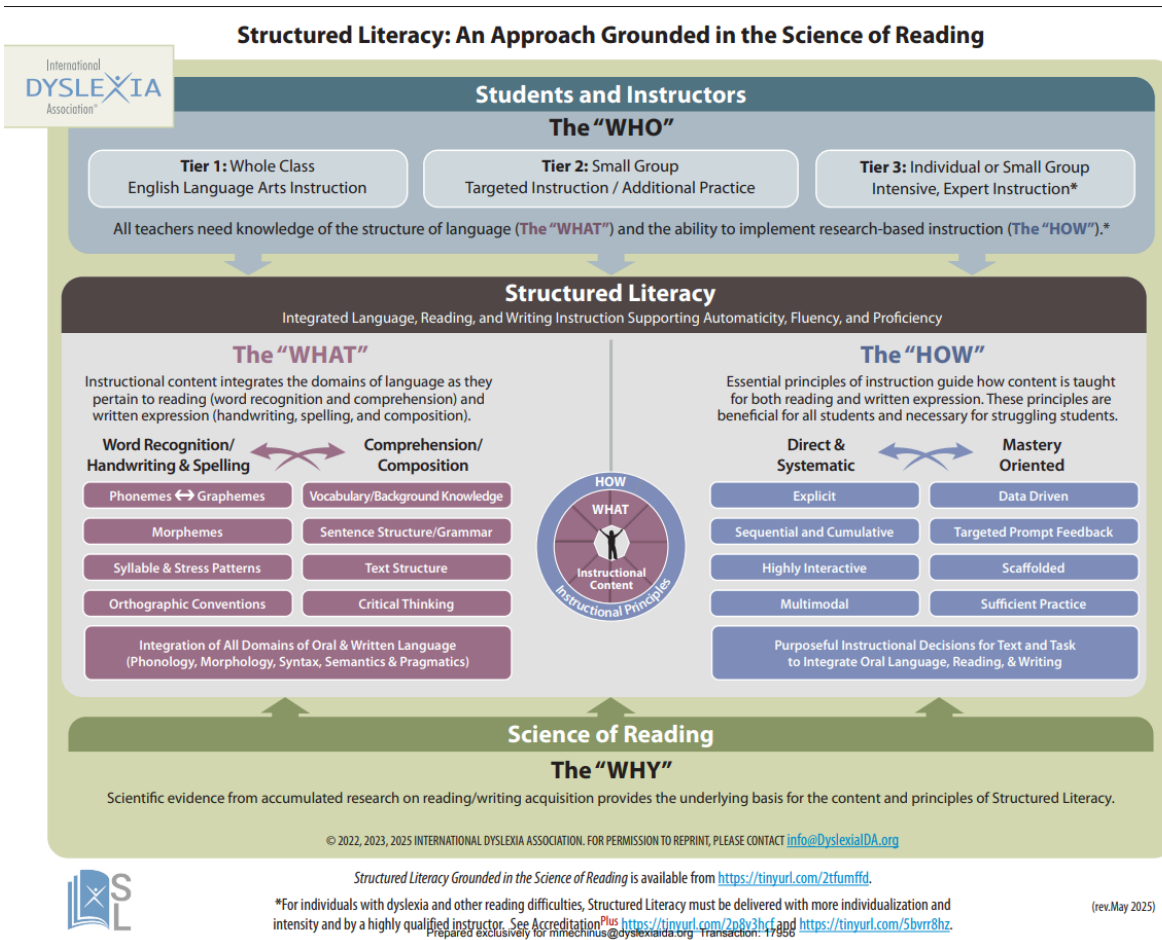 Structured Literacy: An Approach Grounded in the Science of Reading
International
DYSLEXIA
Association®
Students and Instructors
The “WHO”
Tier 1: Whole Class
English Language Arts Instruction
Tier 2: Small Group
Targeted Instruction / Additional Practice
Tier 3: Individual or Small Group
Intensive, Expert Instruction*
All teachers need knowledge of the structure of language (The “WHAT”) and the ability to implement research-based instruction (The “HOW”).*
Structured Literacy
Integrated Language, Reading, and Writing Instruction Supporting Automaticity, Fluency, and Proficiency
The “WHAT”
Instructional content integrates the domains of language as they
pertain to reading (word recognition and comprehension) and
written expression (handwriting, spelling, and composition).
Word Recognition/
Handwriting & Spelling
Comprehension/
Composition
Phonemes ↔ Graphemes
Vocabulary/Background Knowledge
Morphemes
Sentence Structure/Grammar
Syllable & Stress Patterns
Text Structure
Orthographic Conventions
Critical Thinking
Integration of All Domains of Oral & Written Language
(Phonology, Morphology, Syntax, Semantics & Pragmatics)
HOW
WHAT
Instructional
Content
Instructional Principles
The “HOW”
Essential principles of instruction guide how content is taught
for both reading and written expression. These principles are
beneficial for all students and necessary for struggling students.
Direct &
Systematic
Mastery
Oriented
Explicit
Data Driven
Sequential and Cumulative
Targeted Prompt Feedback
Highly Interactive
Scaffolded
Multimodal
Sufficient Practice
Purposeful Instructional Decisions for Text and Task
to Integrate Oral Language, Reading, & Writing
Science of Reading
The “WHY”
Scientific evidence from accumulated research on reading/writing acquisition provides the underlying basis for the content and principles of Structured Literacy.
© 2022, 2023, 2025 INTERNATIONAL DYSLEXIA ASSOCIATION. FOR PERMISSION TO REPRINT, PLEASE CONTACT info@DyslexiaIDA.org
SL
Structured Literacy Grounded in the Science of Reading is available from https://tinyurl.com/2tfumffd.
*For individuals with dyslexia and other reading difficulties, Structured Literacy must be delivered with more individualization and
intensity and by a highly qualified instructor. See AccreditationPlus https://tinyurl.com/2p8v3hcf and https://tinyurl.com/5bvrr8hz.
(rev.May 2025)
Prepared exclusively for mmechinus@dyslexiaida.org Transaction: 17956